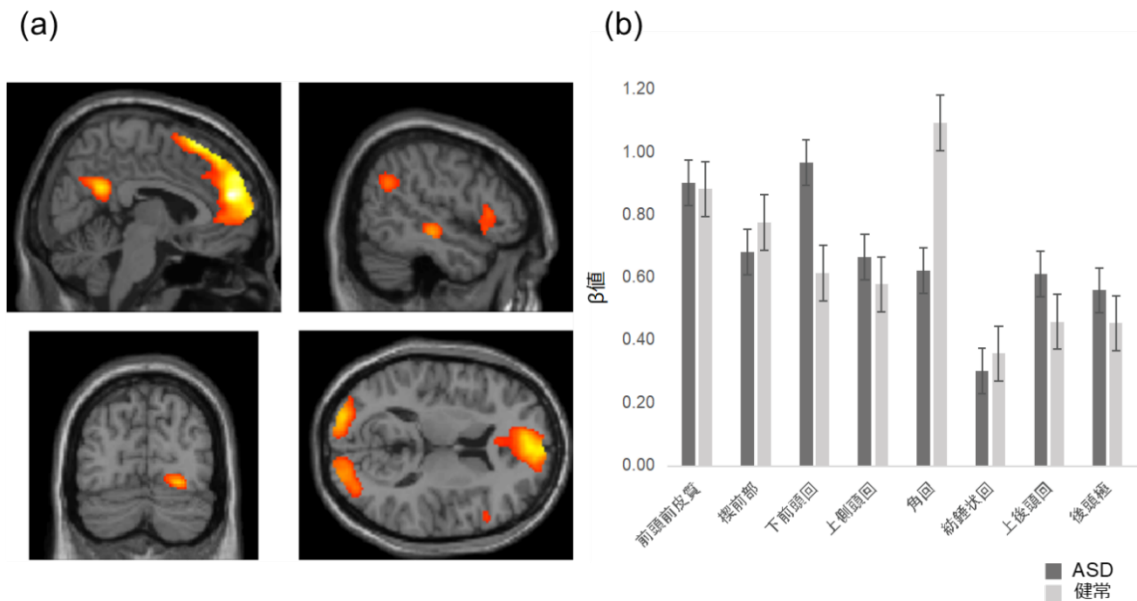 (a)
(b)
1.20
1.00
0.80
0.60
0.40
0.20
0.00
β値
前頭前皮質
楔前部
下前頭回
上側頭回
角回
紡錘状回
上後頭回
後頭極
ASD
健常